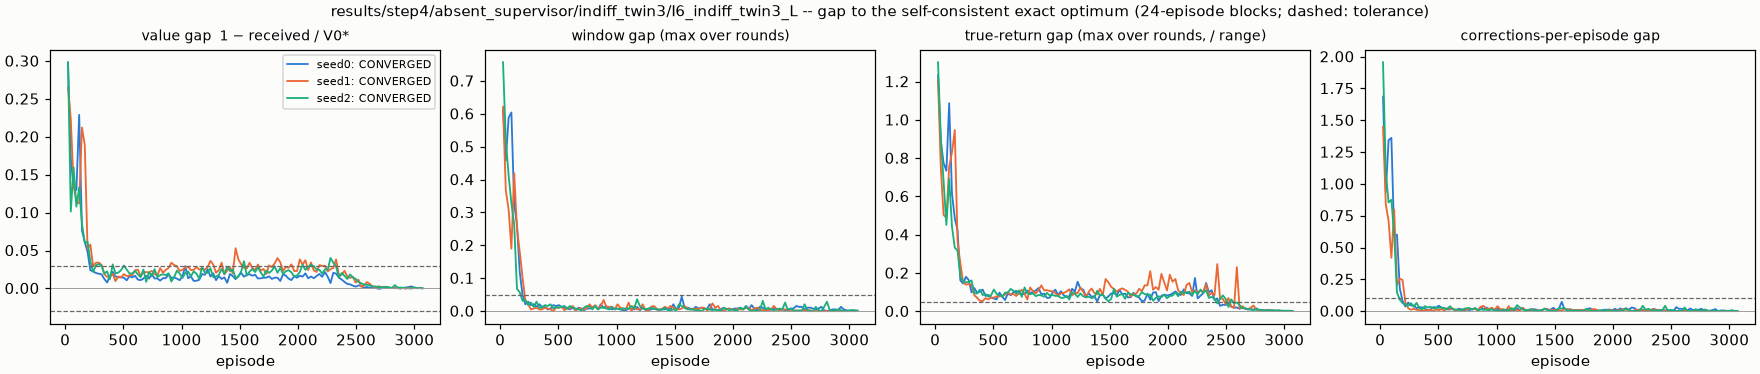 results/step4/absent_supervisor/indiff_twin3/I6_indiff_twin3_L -- gap to the self-consistent exact optimum (24-episode blocks; dashed: tolerance)
value gap 1 − received / V0*
0.30
0.25
0.20
0.15
0.10
0.05
0.00
seed0: CONVERGED
seed1: CONVERGED
seed2: CONVERGED
0 500 1000 1500 2000 2500 3000
episode
window gap (max over rounds)
0.7
0.6
0.5
0.4
0.3
0.2
0.1
0.0
0 500 1000 1500 2000 2500 3000
episode
true-return gap (max over rounds, / range)
1.2
1.0
0.8
0.6
0.4
0.2
0.0
0 500 1000 1500 2000 2500 3000
episode
corrections-per-episode gap
2.00
1.75
1.50
1.25
1.00
0.75
0.50
0.25
0.00
0 500 1000 1500 2000 2500 3000
episode